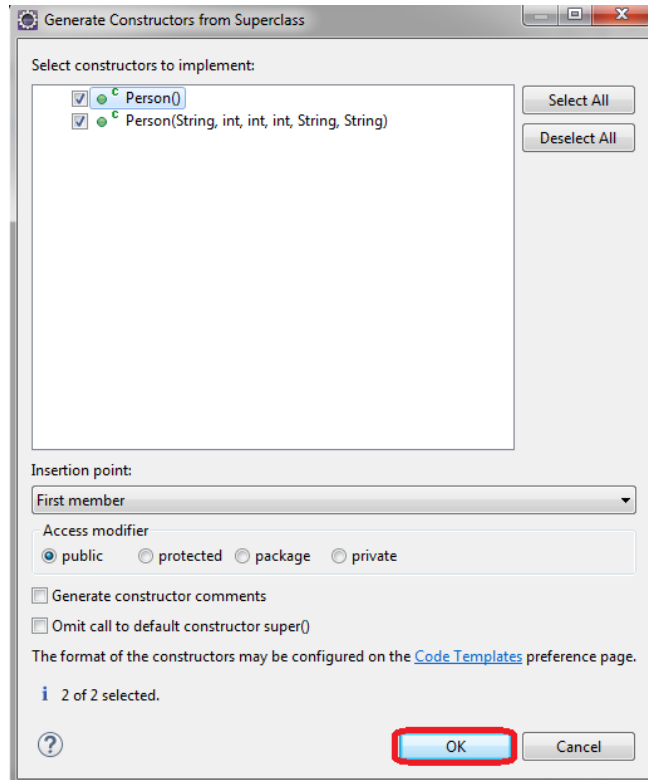 Generate Constructors from Superclass
Select constructors to implement:
C Person()
C Person(String, int, int, int, String, String)
Select All
Deselect All
Insertion point:
First member
Access modifier
public protected package private
Generate constructor comments
Omit call to default constructor super()
The format of the constructors may be configured on the Code Templates preference page.
i 2 of 2 selected.
? OK Cancel